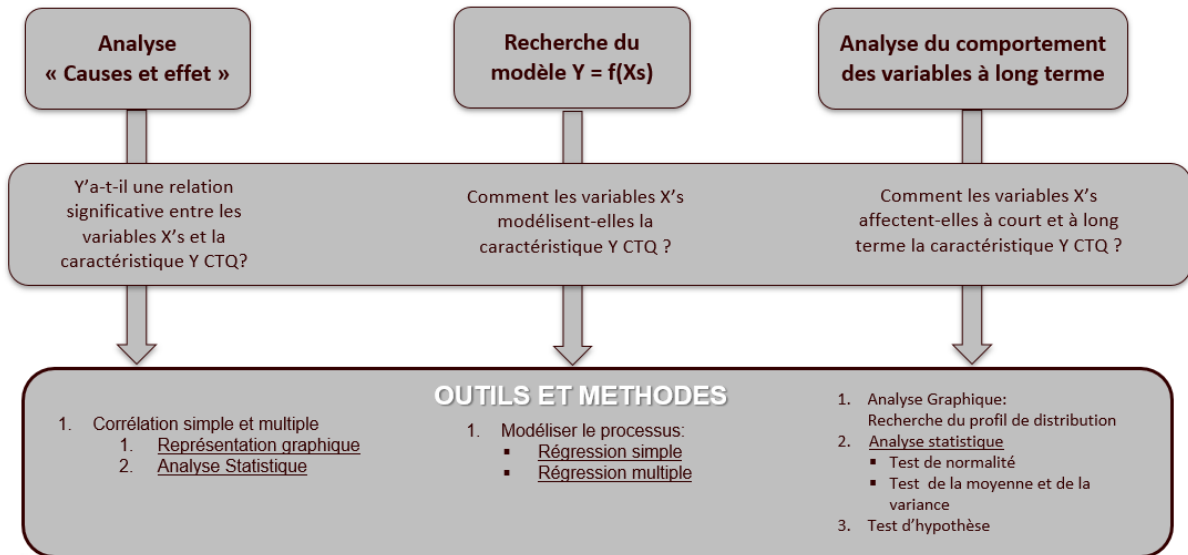 Analyse
« Causes et effet »
Recherche du
modèle Y = f(Xs)
Analyse du comportement
des variables à long terme
Y'a-t-il une relation
significative entre les
variables X's et la
caractéristique Y CTQ?
Comment les variables X's
modélisent-elles la
caractéristique Y CTQ ?
Comment les variables X's
affectent-elles à court et à long
terme la caractéristique Y CTQ ?
OUTILS ET METHODES
1. Corrélation simple et multiple
1. Représentation graphique
2. Analyse Statistique
1. Modéliser le processus:
▪ Régression simple
▪ Régression multiple
1. Analyse Graphique:
Recherche du profil de distribution
2. Analyse statistique
▪ Test de normalité
▪ Test de la moyenne et de la
variance
3. Test d'hypothèse